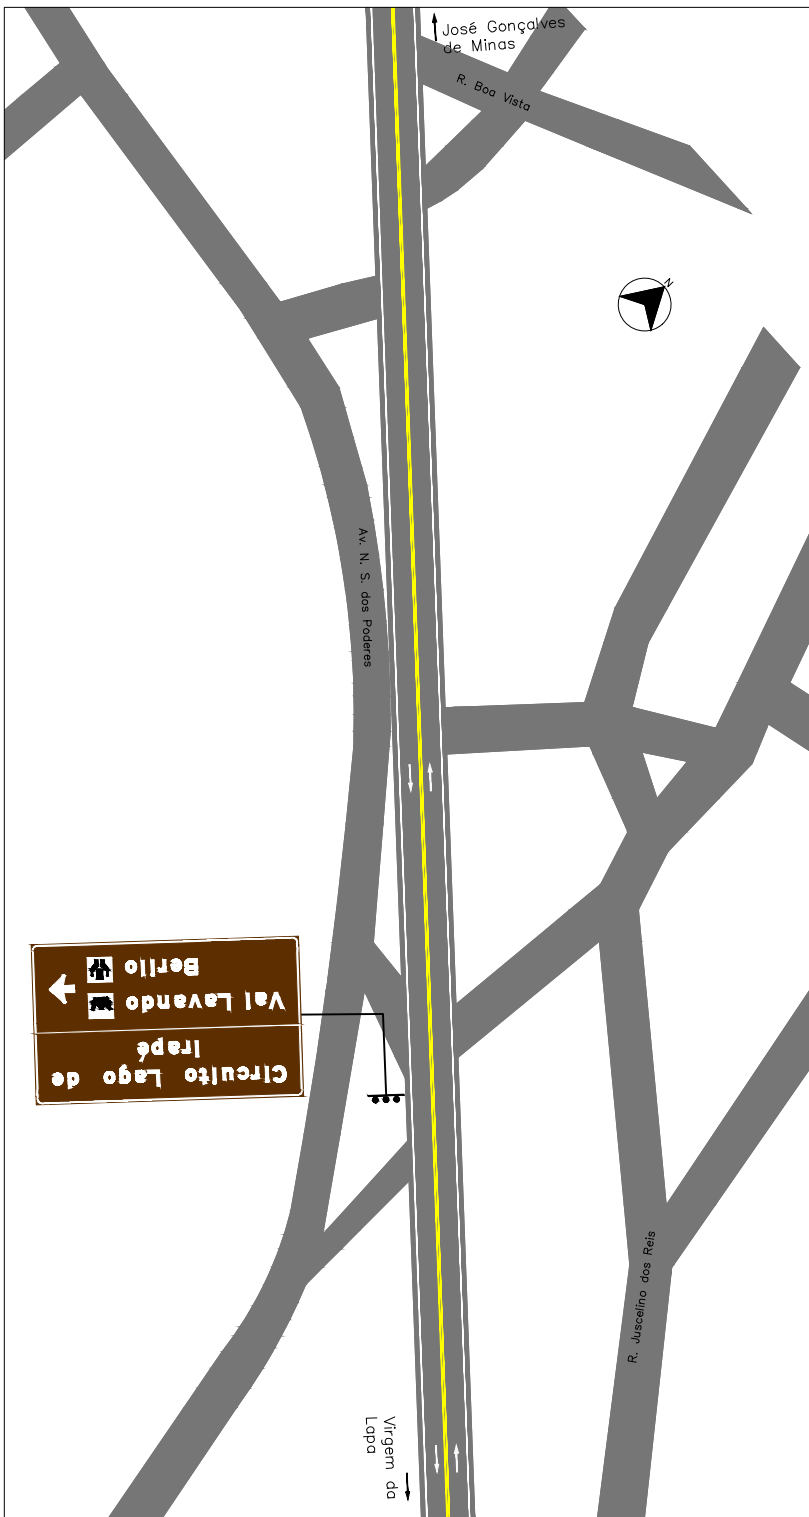 José Gonçalves
de Minas
R. Boa Vista
N
Av. N. S. dos Poderes
Circuito Lago de
Irapé
Vai Lavando
Berilo
R. Juscelino dos Reis
Virgem da
Lapa